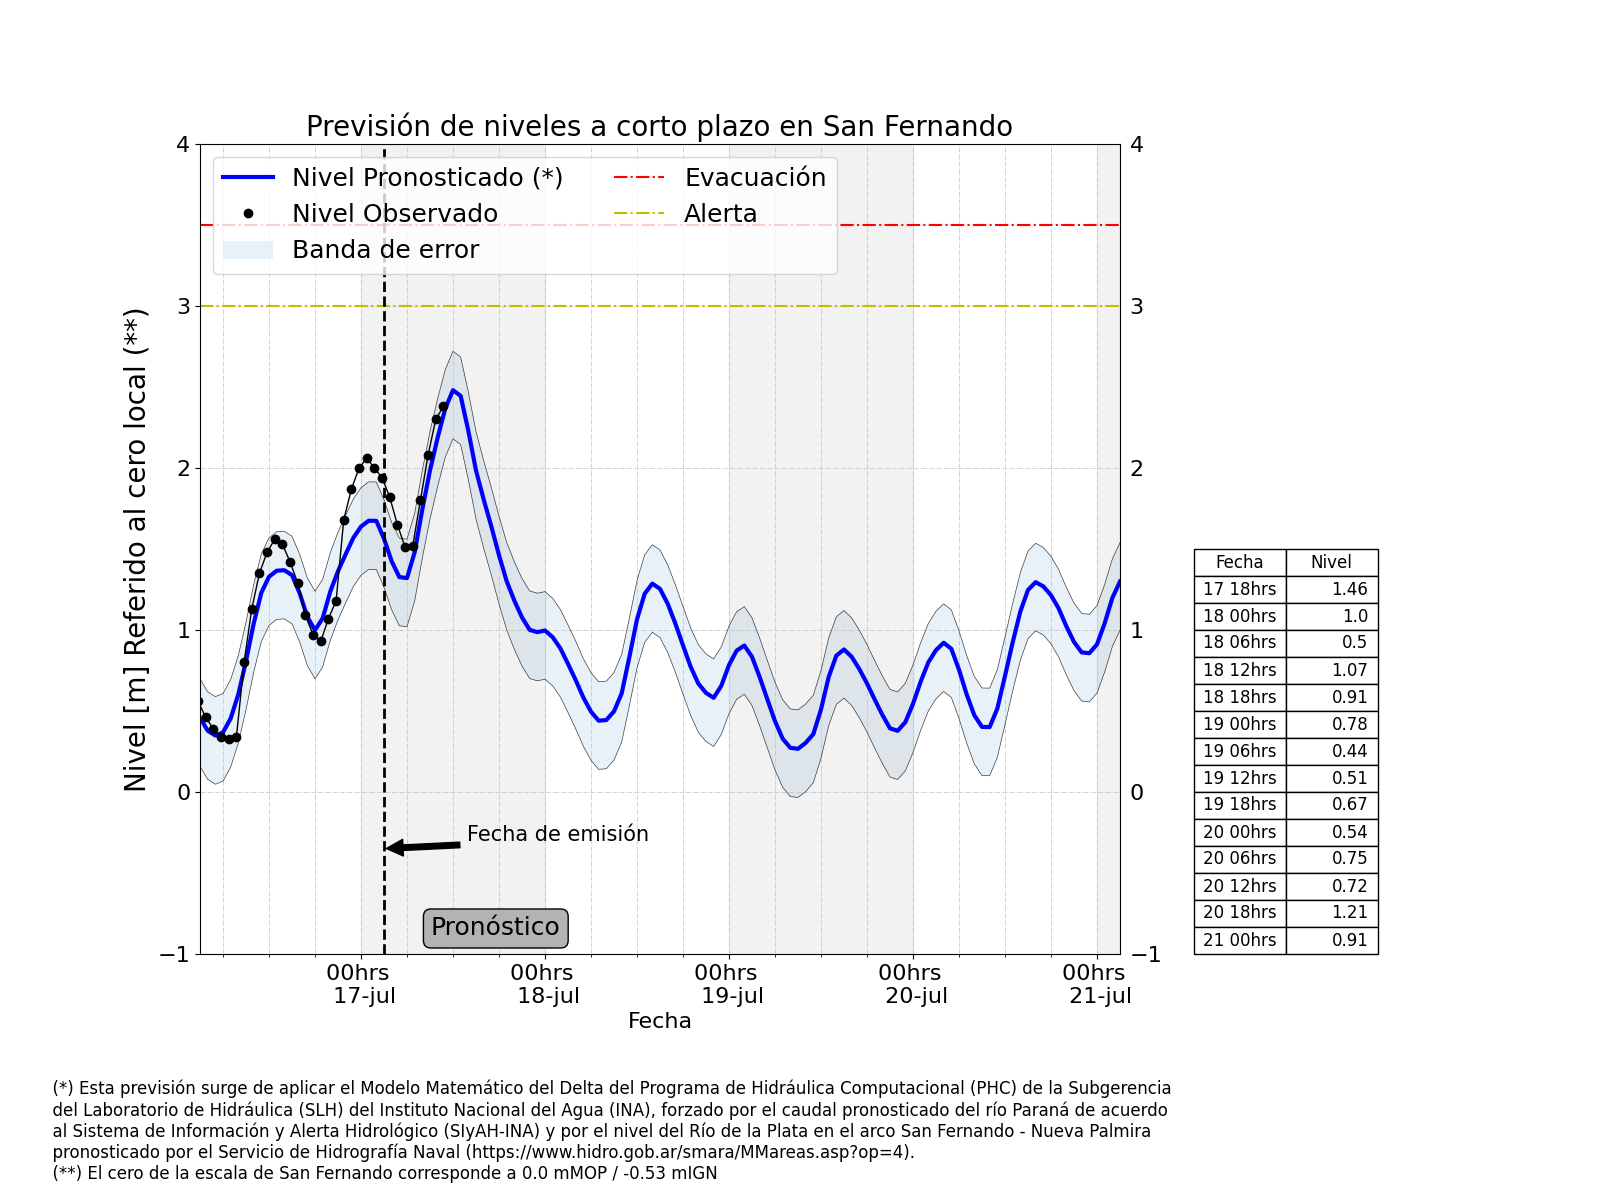 Previsión de niveles a corto plazo en San Fernando
Nivel Pronosticado (*)
Nivel Observado
Banda de error
Evacuación
Alerta
Nivel [m] Referido al cero local (**)
4
3
2
1
0
−1
4
3
2
1
0
−1
Fecha de emisión
Pronóstico
00hrs
17-jul
00hrs
18-jul
00hrs
19-jul
00hrs
20-jul
00hrs
21-jul
Fecha
Fecha Nivel
17 18hrs 1.46
18 00hrs 1.0
18 06hrs 0.5
18 12hrs 1.07
18 18hrs 0.91
19 00hrs 0.78
19 06hrs 0.44
19 12hrs 0.51
19 18hrs 0.67
20 00hrs 0.54
20 06hrs 0.75
20 12hrs 0.72
20 18hrs 1.21
21 00hrs 0.91
(*) Esta previsión surge de aplicar el Modelo Matemático del Delta del Programa de Hidráulica Computacional (PHC) de la Subgerencia
del Laboratorio de Hidráulica (SLH) del Instituto Nacional del Agua (INA), forzado por el caudal pronosticado del río Paraná de acuerdo
al Sistema de Información y Alerta Hidrológico (SIyAH-INA) y por el nivel del Río de la Plata en el arco San Fernando - Nueva Palmira
pronosticado por el Servicio de Hidrografía Naval (https://www.hidro.gob.ar/smara/MMareas.asp?op=4).
(**) El cero de la escala de San Fernando corresponde a 0.0 mMOP / -0.53 mIGN